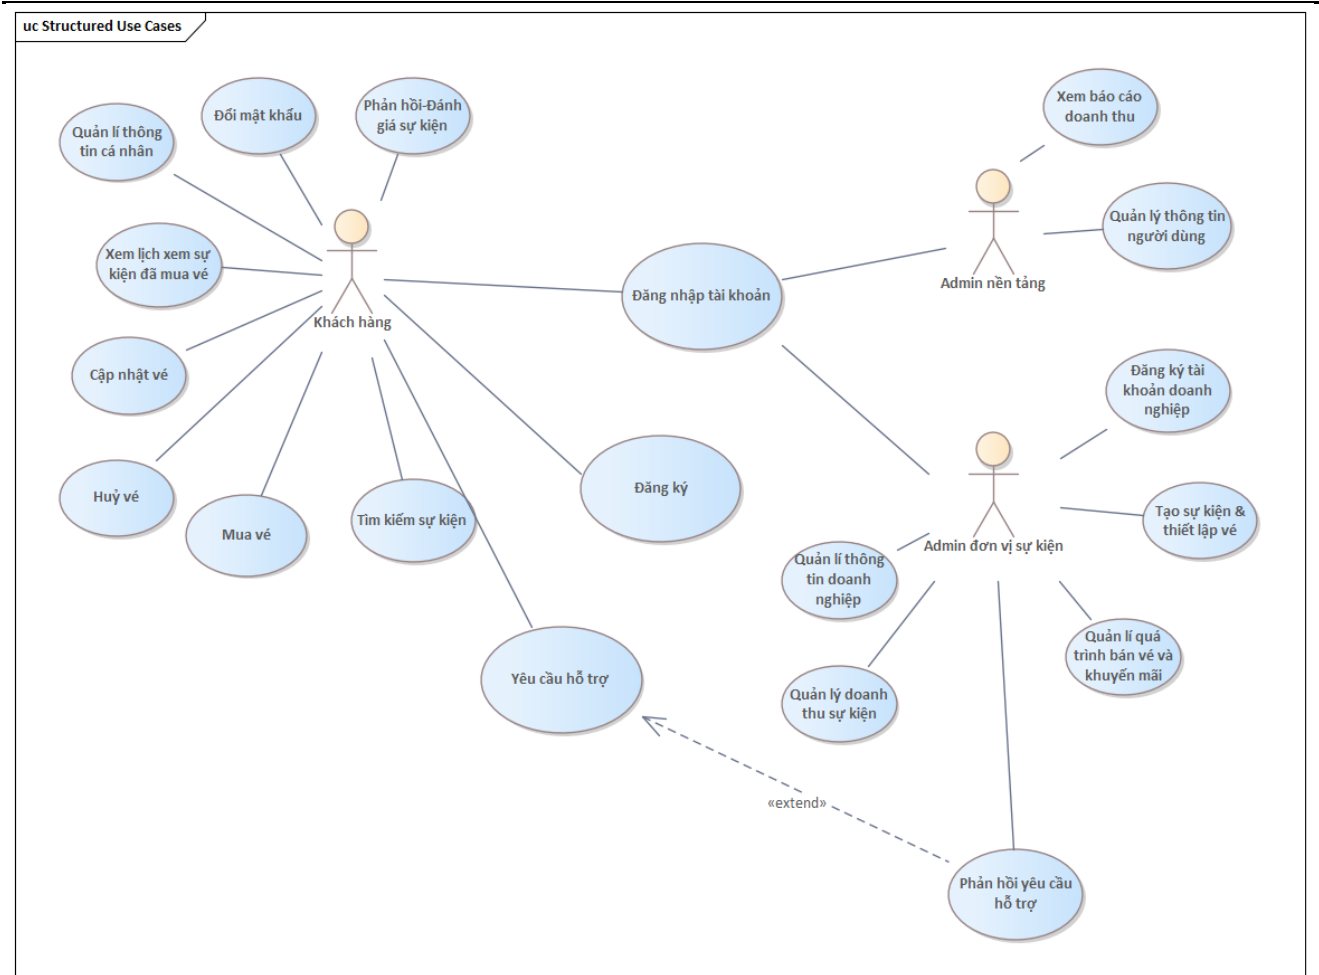 uc Structured Use Cases
Quản lí thông
tin cá nhân
Đổi mật khẩu
Phản hồi-Đánh
giá sự kiện
Xem lịch xem sự
kiện đã mua vé
Khách hàng
Cập nhật vé
Huỷ vé
Mua vé
Tìm kiếm sự kiện
Đăng nhập tài khoản
Đăng ký
Yêu cầu hỗ trợ
Xem báo cáo
doanh thu
Quản lý thông tin
người dùng
Admin nền tảng
Đăng ký tài
khoản doanh
nghiệp
Admin đơn vị sự kiện
Tạo sự kiện &
thiết lập vé
Quản lí thông
tin doanh
nghiệp
Quản lí quá
trình bán vé và
khuyến mãi
Quản lý doanh
thu sự kiện
«extend»
Phản hồi yêu cầu
hỗ trợ